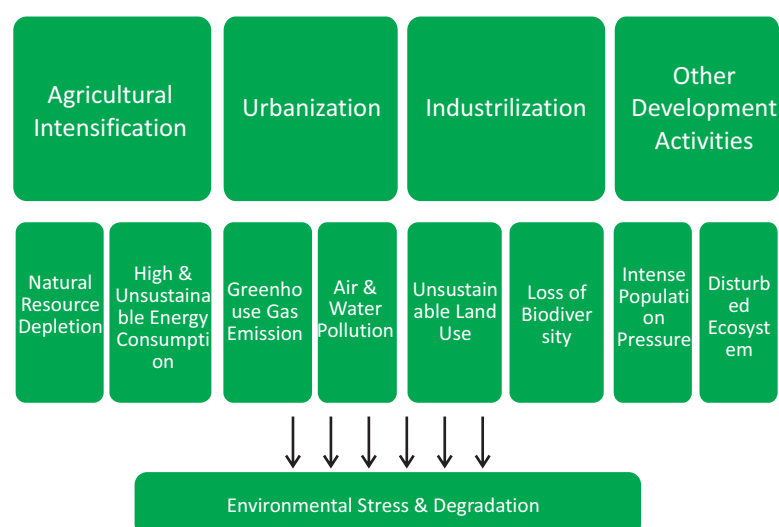 Agricultural
Intensification
Urbanization
Industrilization
Other
Development
Activities
Natural
Resource
Depletion
High &
Unsustaina
ble Energy
Consumpti
on
Greenho
use Gas
Emission
Air &
Water
Pollution
Unsustain
able Land
Use
Loss of
Biodiver
sity
Intense
Populati
on
Pressure
Disturb
ed
Ecosyst
em
Environmental Stress & Degradation